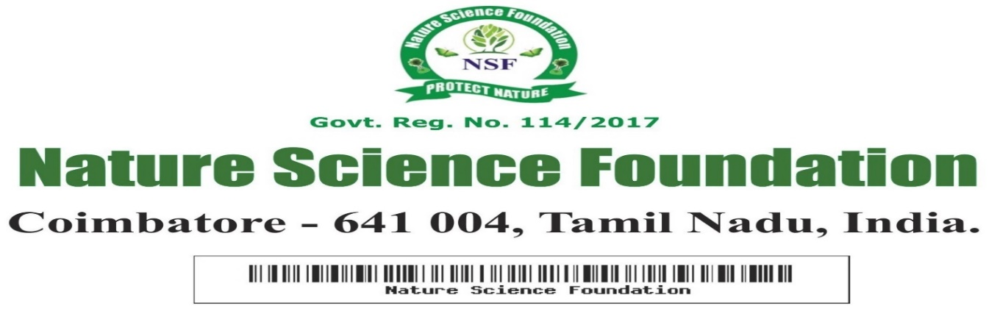 Nature Science Foundation
NSF
PROTECT NATURE
Govt. Reg. No. 114/2017
Nature Science Foundation
Coimbatore - 641 004, Tamil Nadu, India.
Nature Science Foundation